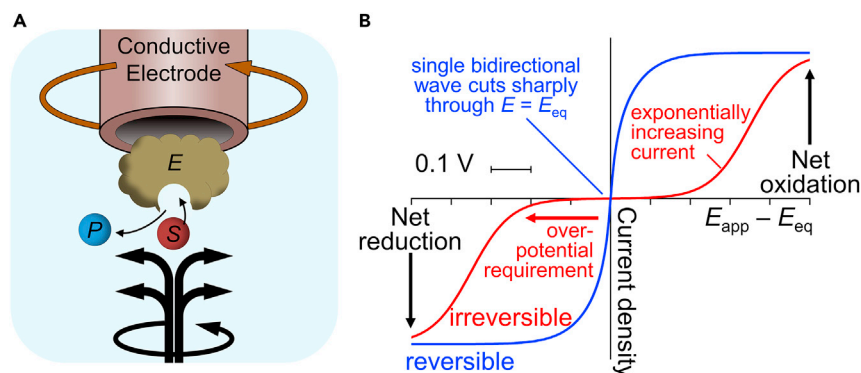 A
Conductive
Electrode
E
P
S
B
single bidirectional
wave cuts sharply
through E = Eeq
exponentially
increasing
current
0.1 V
Net
oxidation
Net
reduction
over-
potential
requirement
Eapp – Eeq
Current density
irreversible
reversible